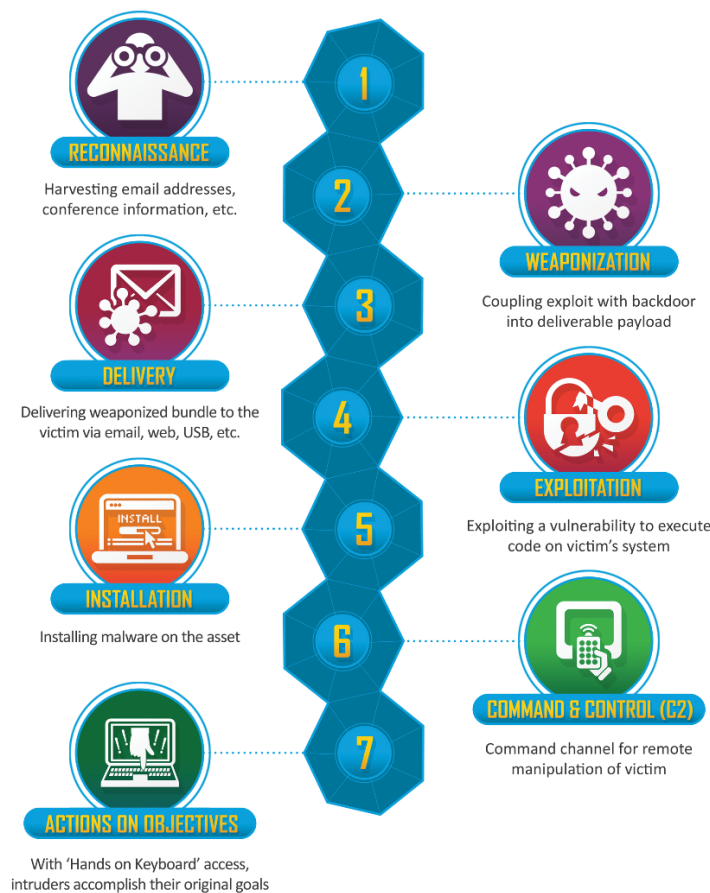 1
RECONNAISSANCE
Harvesting email addresses,
conference information, etc.
2
WEAPONIZATION
Coupling exploit with backdoor
into deliverable payload
3
DELIVERY
Delivering weaponized bundle to the
victim via email, web, USB, etc.
4
EXPLOITATION
Exploiting a vulnerability to execute
code on victim’s system
5
INSTALL
INSTALLATION
Installing malware on the asset
6
COMMAND & CONTROL (C2)
Command channel for remote
manipulation of victim
7
ACTIONS ON OBJECTIVES
With ‘Hands on Keyboard’ access,
intruders accomplish their original goals